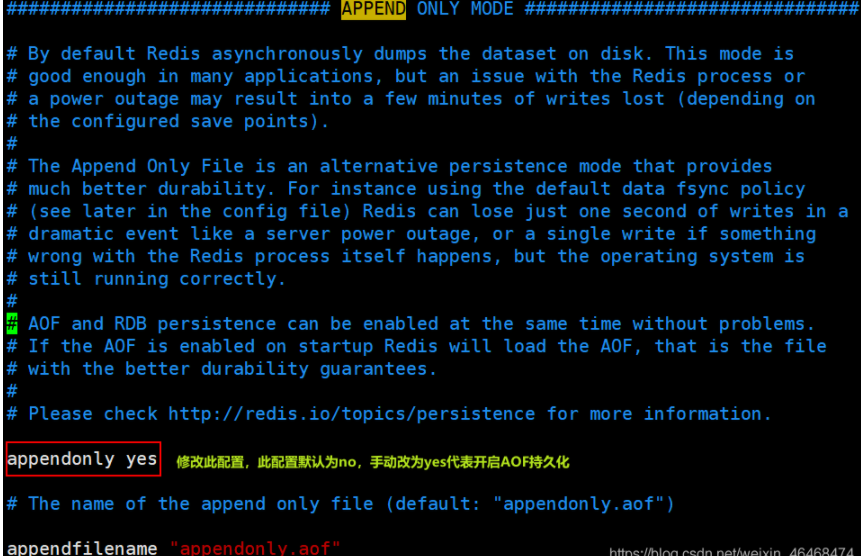 ############################## APPEND ONLY MODE ###############################
# By default Redis asynchronously dumps the dataset on disk. This mode is
# good enough in many applications, but an issue with the Redis process or
# a power outage may result into a few minutes of writes lost (depending on
# the configured save points).
#
# The Append Only File is an alternative persistence mode that provides
# much better durability. For instance using the default data fsync policy
# (see later in the config file) Redis can lose just one second of writes in a
# dramatic event like a server power outage, or a single write if something
# wrong with the Redis process itself happens, but the operating system is
# still running correctly.
#
# AOF and RDB persistence can be enabled at the same time without problems.
# If the AOF is enabled on startup Redis will load the AOF, that is the file
# with the better durability guarantees.
#
# Please check http://redis.io/topics/persistence for more information.
appendonly yes 修改此配置，此配置默认为no，手动改为yes代表开启AOF持久化
# The name of the append only file (default: "appendonly.aof")
appendfilename "appendonly.aof"
https://blog.csdn.net/weixin_46468474